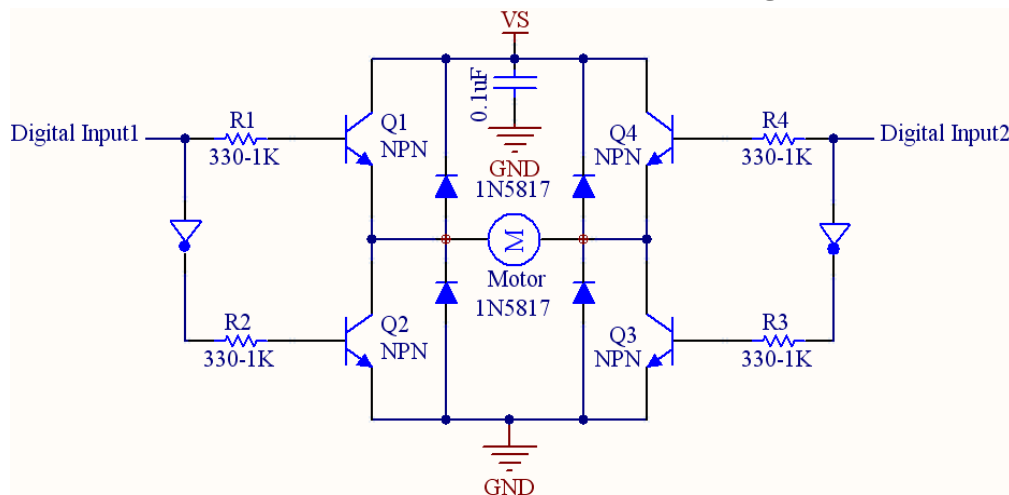 VS
0.1uF
Digital Input1
R1
330-1K
Q1
NPN
GND
1N5817
Q4
NPN
R4
330-1K
Digital Input2
M
Motor
1N5817
R2
330-1K
Q2
NPN
Q3
NPN
R3
330-1K
GND